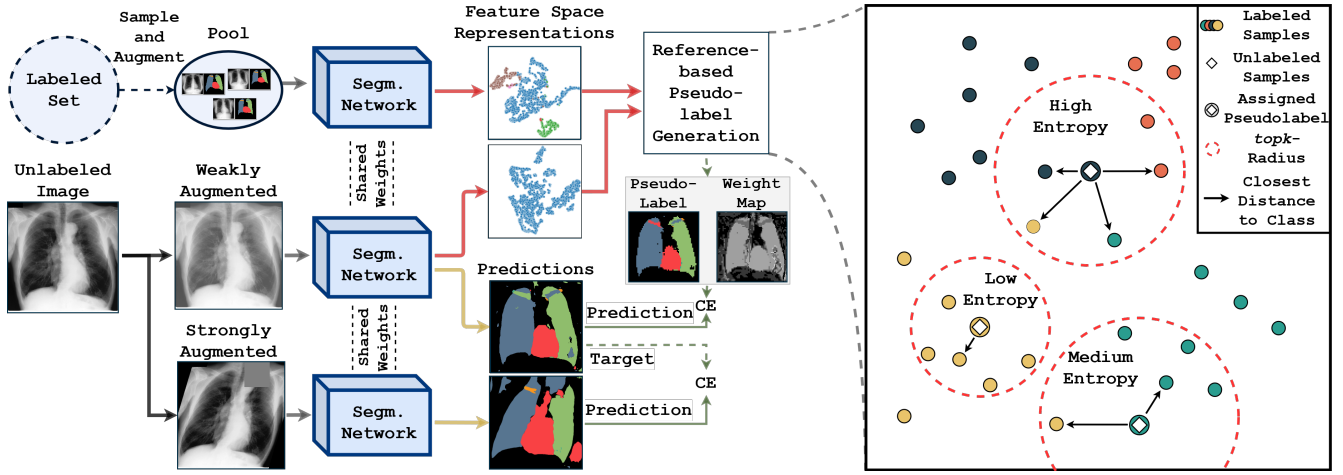 Sample
and
Augment
Labeled
Set
Pool
Segm.
Network
Feature Space
Representations
Reference-
based
Pseudo-
label
Generation
Shared
Weights
Unlabeled
Image
Weakly
Augmented
Segm.
Network
Pseudo-
Label
Weight
Map
Predictions
Prediction
CE
Target
Shared
Weights
Strongly
Augmented
Segm.
Network
CE
Prediction
High
Entropy
Low
Entropy
Medium
Entropy
Labeled
Samples
Unlabeled
Samples
Assigned
Pseudolabel
topk-
Radius
Closest
Distance
to Class